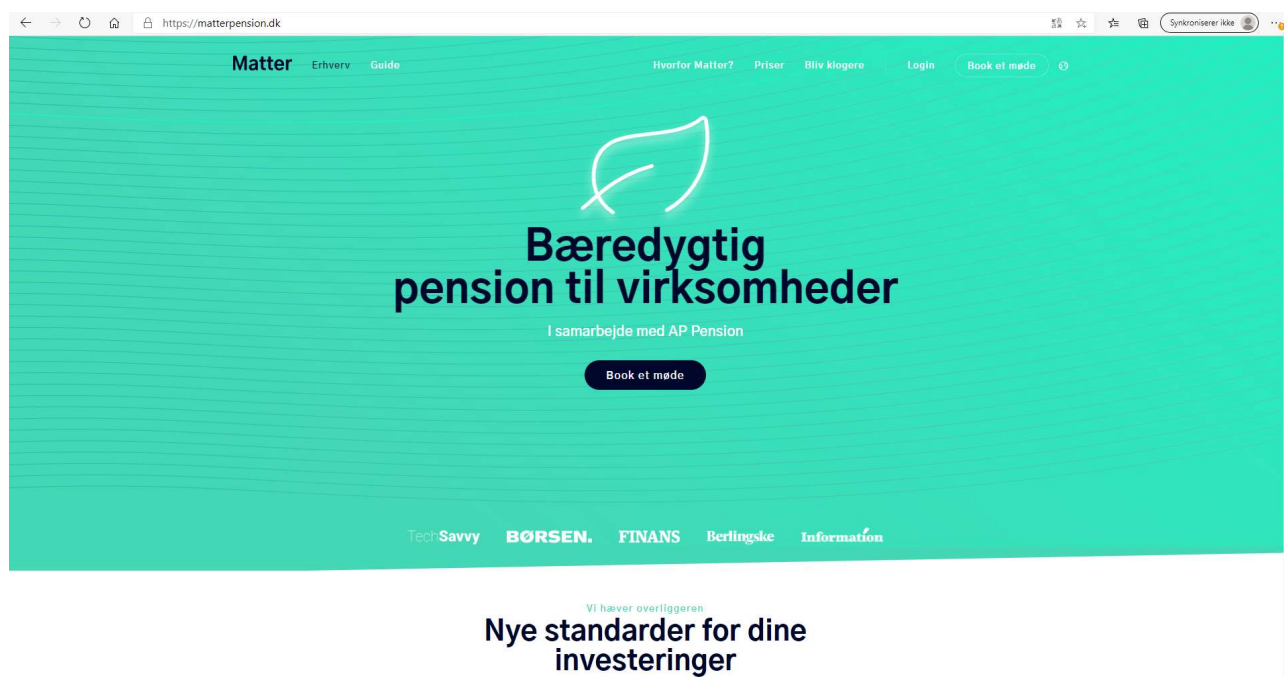 https://matterpension.dk
Synkroniserer ikke
Matter Erhverv Guide Hvorfor Matter? Priser Bliv klogere Login Book et møde
Bæredygtig
pension til virksomheder
I samarbejde med AP Pension
Book et møde
TechSavvy BØRSEN. FINANS Berlingske Information
Vi hæver overliggeren
Nye standarder for dine
investeringer